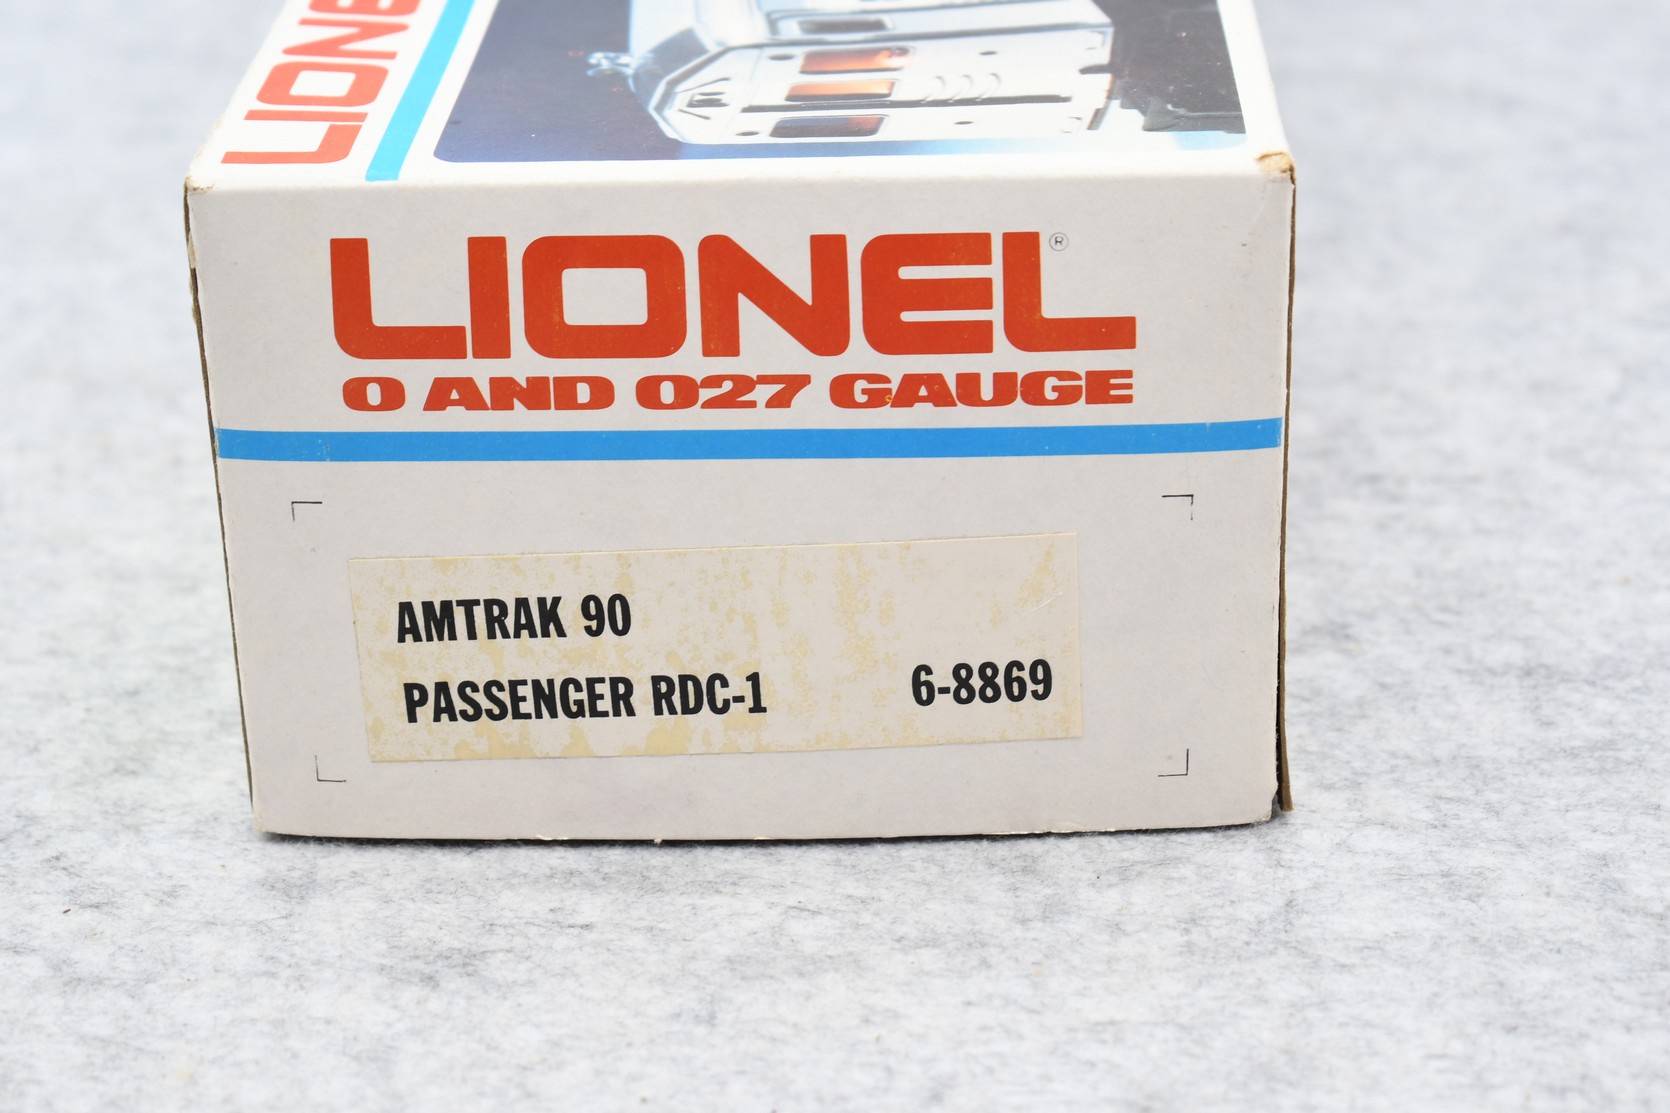 LIONEL
LIONEL®
O AND O27 GAUGE
AMTRAK 90
PASSENGER RDC-1 6-8869